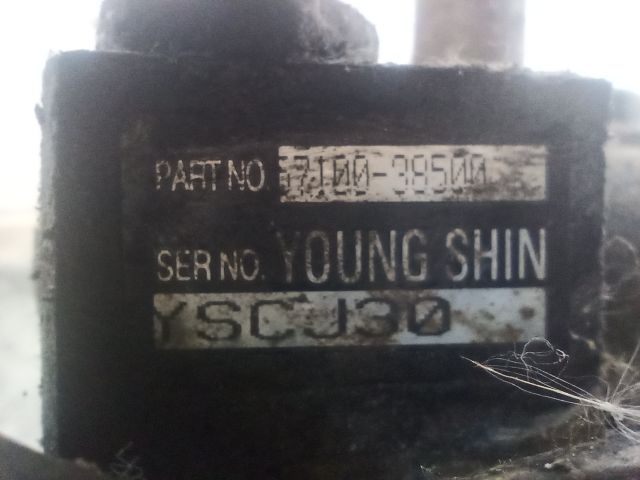 PART NO. 57100-38500
SER NO. YOUNG SHIN
YSCJ30